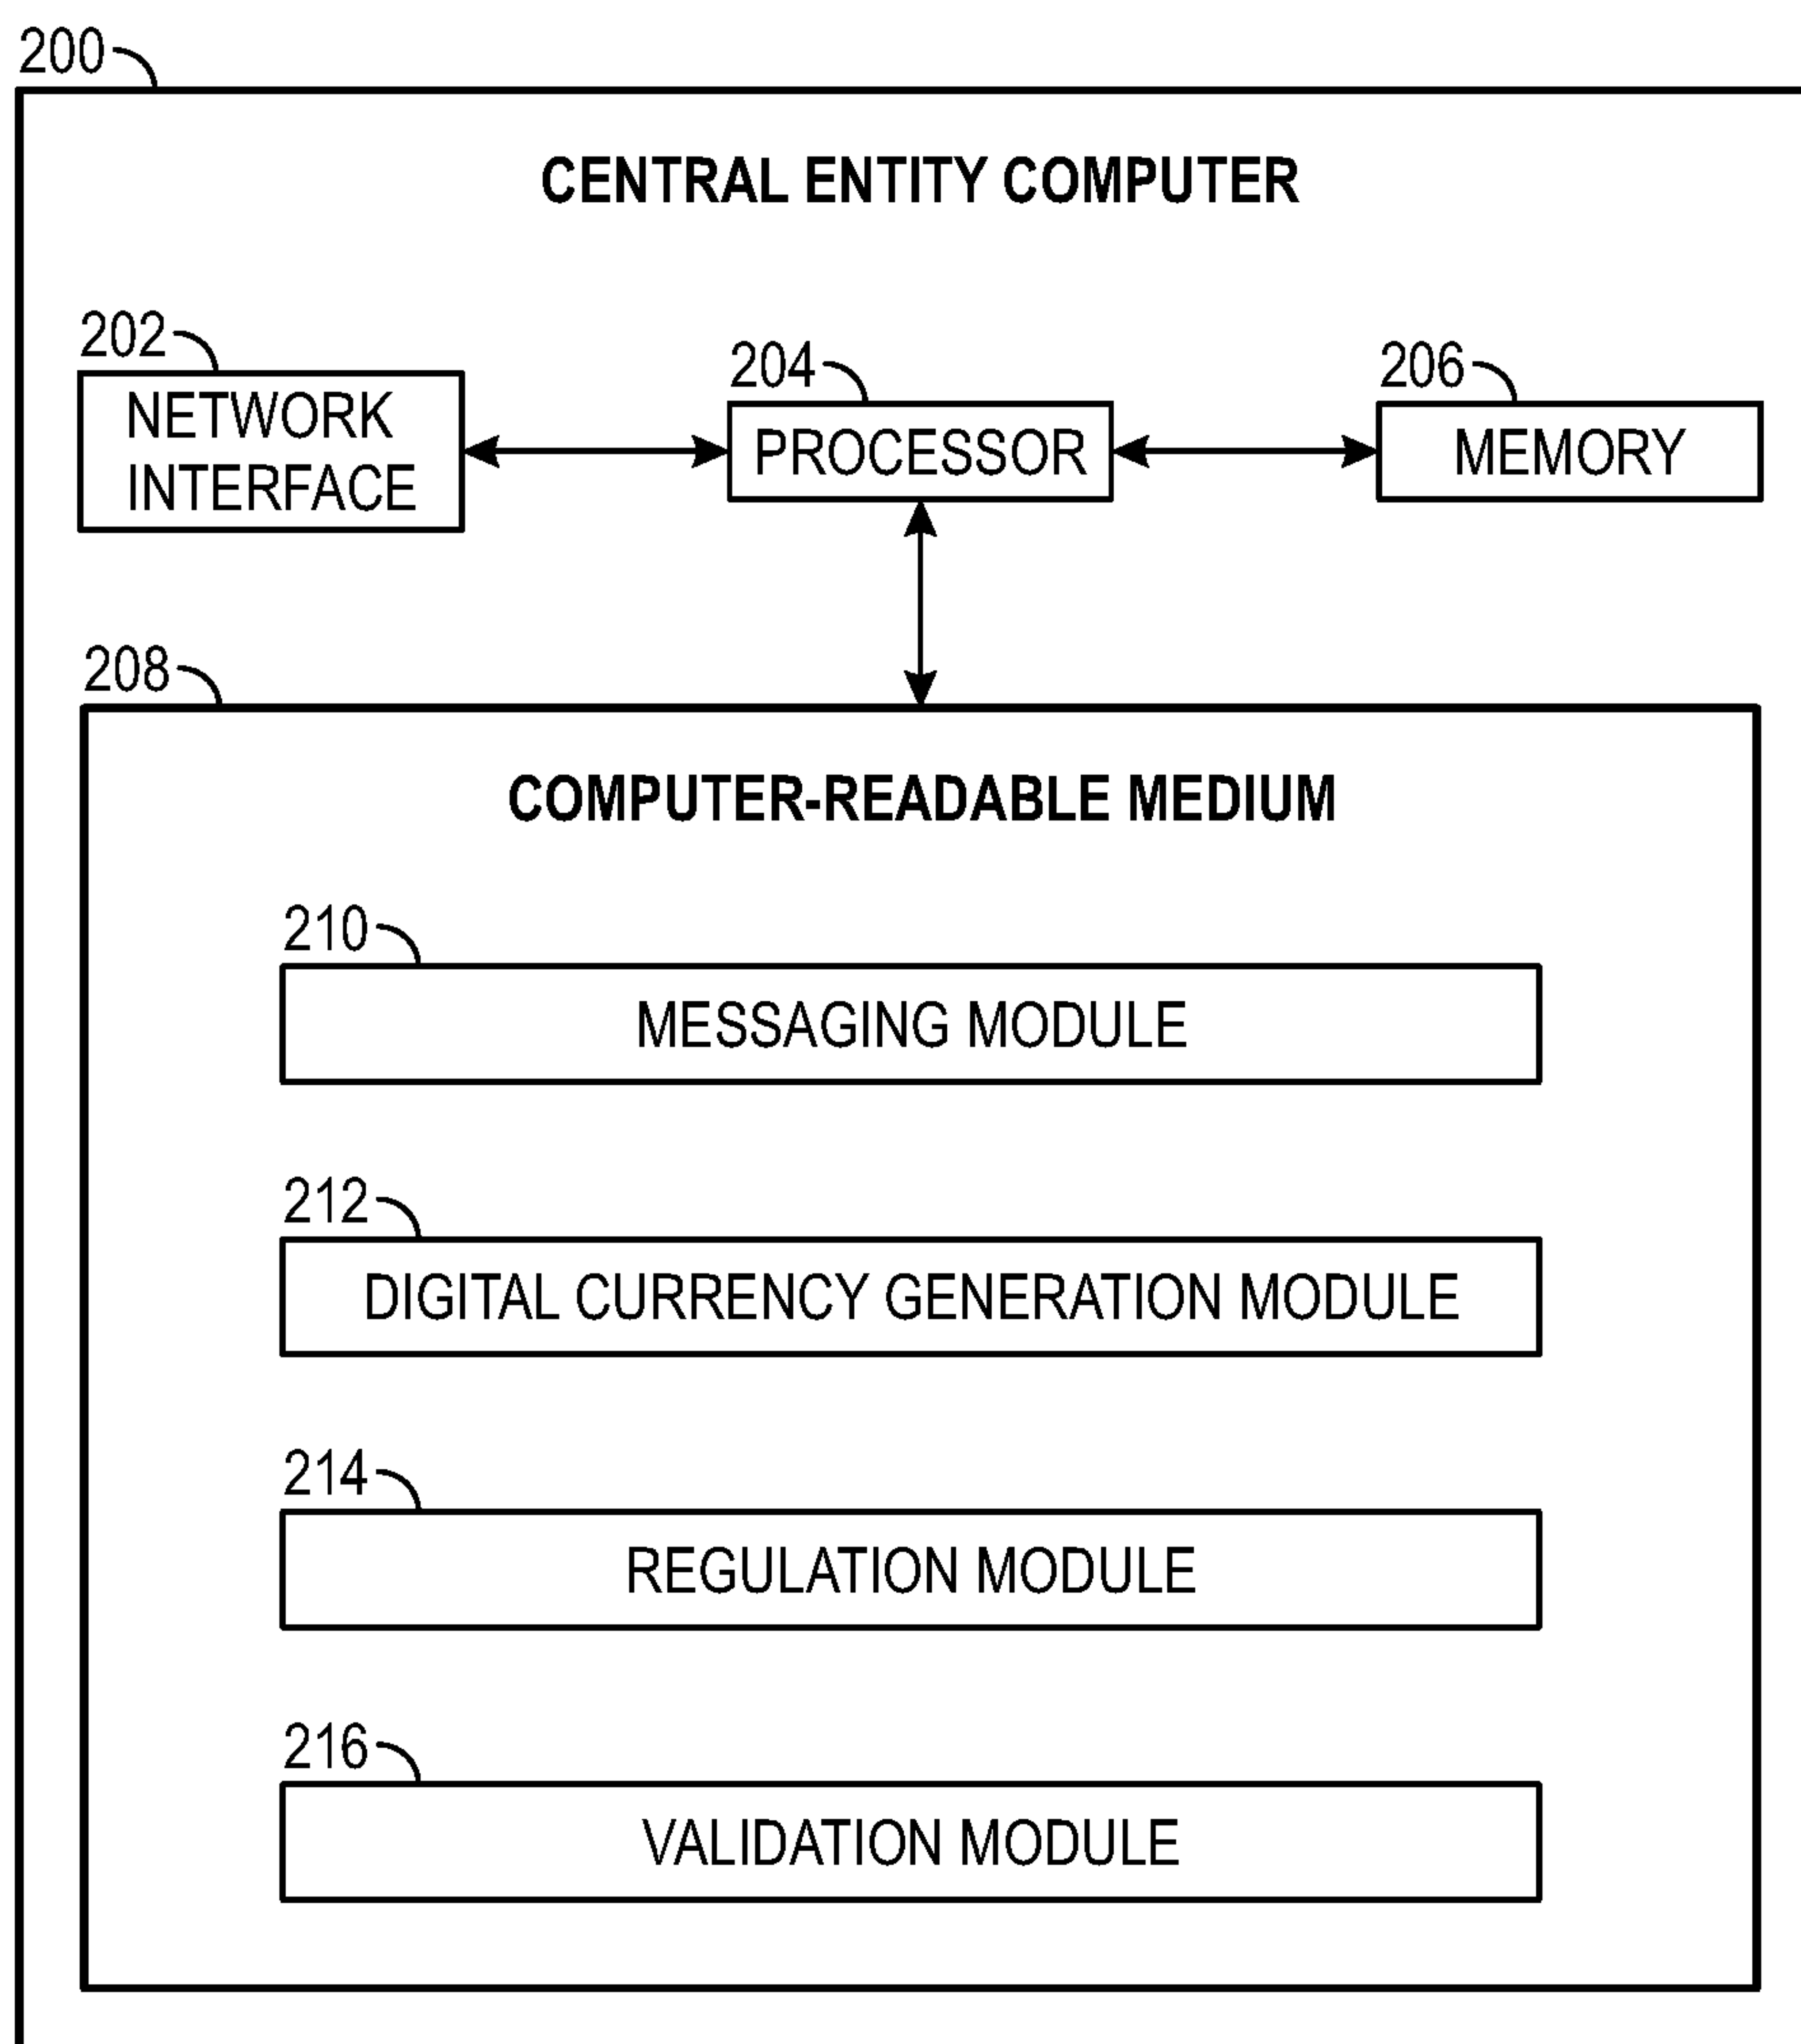 200
CENTRAL ENTITY COMPUTER
202
204
206
NETWORK
INTERFACE
PROCESSOR
MEMORY
208
COMPUTER-READABLE MEDIUM
210
MESSAGING MODULE
212
DIGITAL CURRENCY GENERATION MODULE
214
REGULATION MODULE
216
VALIDATION MODULE